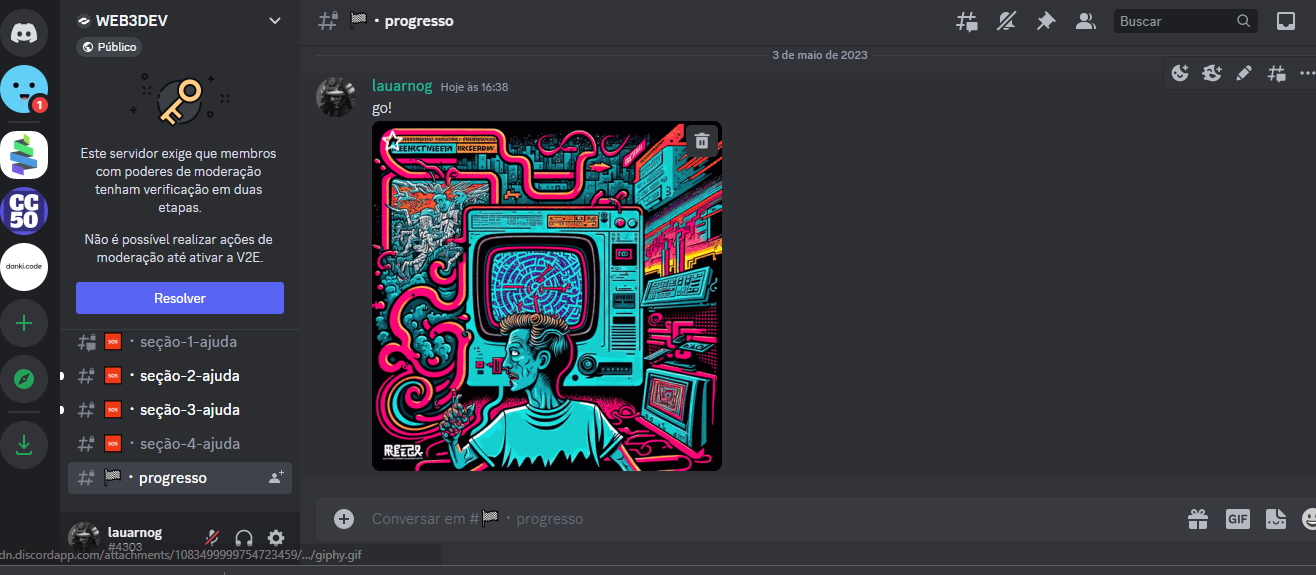 WEB3DEV
Público
Este servidor exige que membros
com poderes de moderação
tenham verificação em duas
etapas.
Não é possível realizar ações de
moderação até ativar a V2E.
Resolver
SOS • seção-1-ajuda
SOS • seção-2-ajuda
SOS • seção-3-ajuda
SOS • seção-4-ajuda
• progresso
lauarnog
#4303
dn.discordapp.com/attachments/1083499999754723459/.../giphy.gif
1
CC
50
danki.code
• progresso
Buscar
3 de maio de 2023
lauarnog Hoje às 16:38
go!
Conversar em # • progresso
GIF